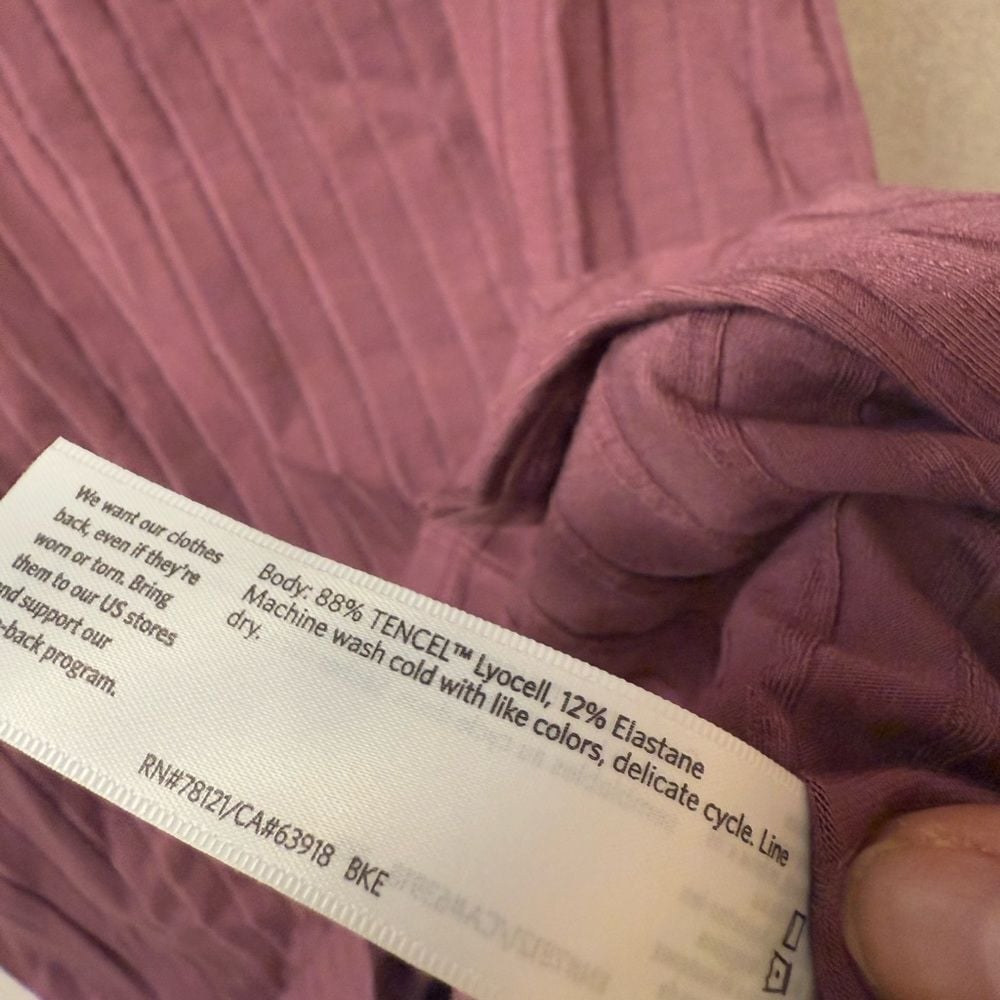 We want our clothes
back, even if they're
worn or torn. Bring
them to our US stores
and support our
-back program.
Body: 88% TENCEL™ Lyocell, 12% Elastane
Machine wash cold with like colors, delicate cycle. Line
dry.
RN#78121/CA#63918 BKE